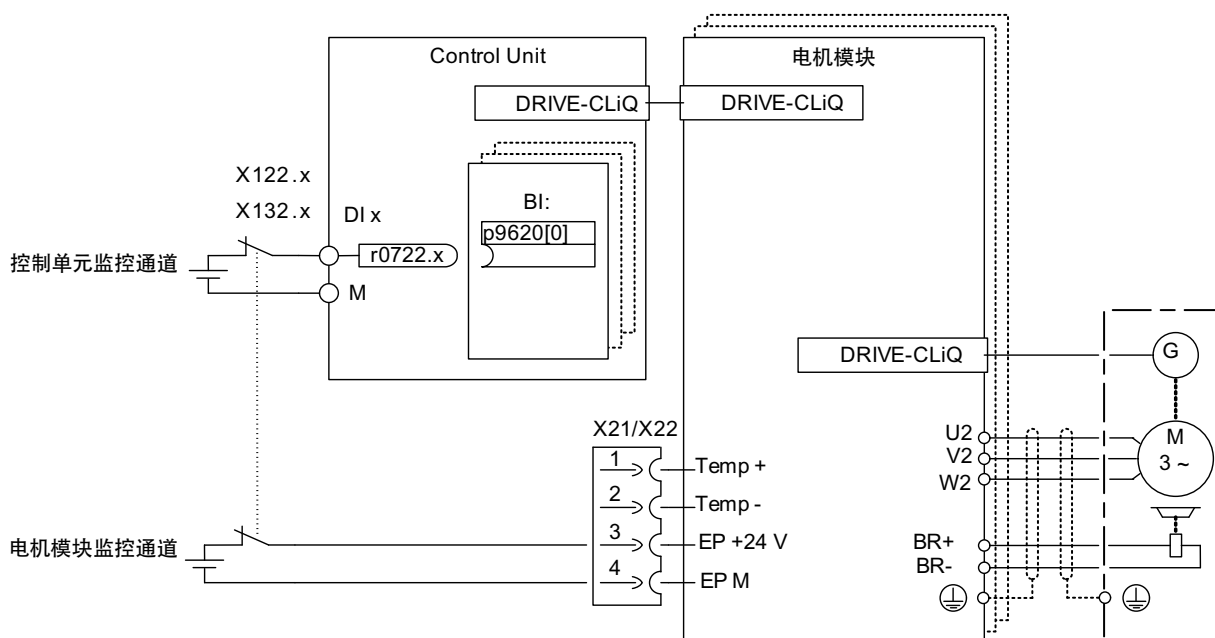 Control Unit
电机模块
DRIVE-CLiQ
DRIVE-CLiQ
X122.x
X132.x
DI x
BI:
p9620[0]
r0722.x
控制单元监控通道
M
DRIVE-CLiQ
G
X21/X22
U2
V2
W2
M
3 ~
1
Temp +
2
Temp -
3
EP +24 V
4
EP M
电机模块监控通道
BR+
BR-